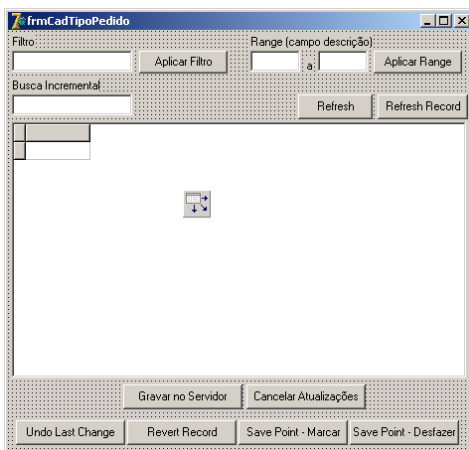 frmCadTipoPedido
Filtro
Range (campo descrição)
Aplicar Filtro
a
Aplicar Range
Busca Incremental
Refresh
Refresh Record
Gravar no Servidor
Cancelar Atualizações
Undo Last Change
Revert Record
Save Point - Marcar
Save Point - Desfazer